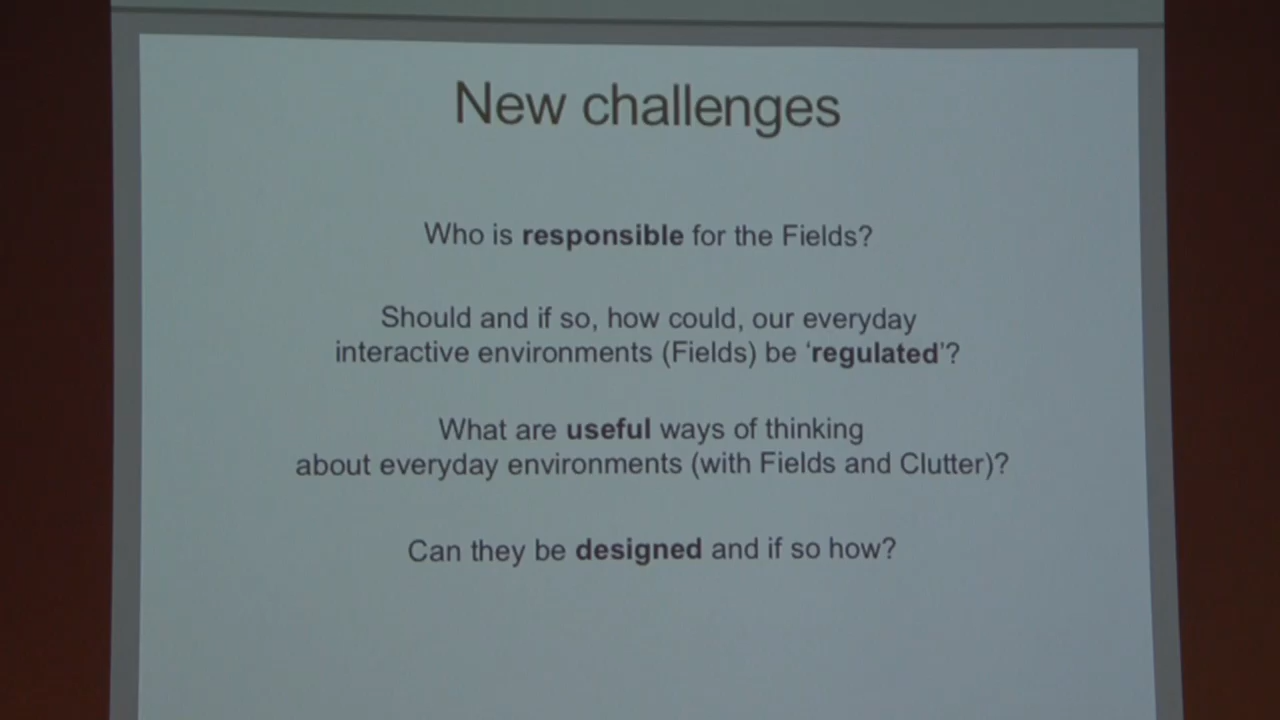 New challenges
Who is responsible for the Fields?
Should and if so, how could, our everyday
interactive environments (Fields) be ‘regulated’?
What are useful ways of thinking
about everyday environments (with Fields and Clutter)?
Can they be designed and if so how?